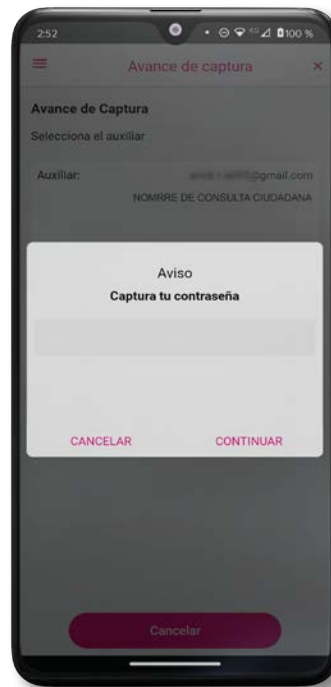 2:52 4G 100 %
Avance de captura ×
Avance de Captura
Selecciona el auxiliar
Auxiliar: @gmail.com
NOMRRE DE CONSULTA CIUDADANA
Aviso
Captura tu contraseña
CANCELAR CONTINUAR
Cancelar